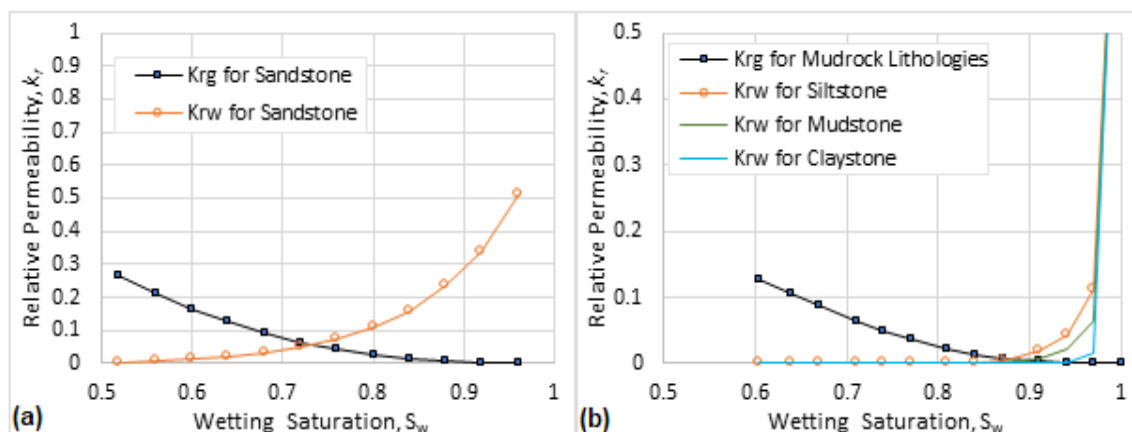 Relative Permeability, kr
1
0.9
0.8
0.7
0.6
0.5
0.4
0.3
0.2
0.1
0
Krg for Sandstone
Krw for Sandstone
0.5 0.6 0.7 0.8 0.9 1
Wetting Saturation, Sw
(a)
Relative Permeability, kr
0.5
0.4
0.3
0.2
0.1
0
Krg for Mudrock Lithologies
Krw for Siltstone
Krw for Mudstone
Krw for Claystone
0.5 0.6 0.7 0.8 0.9 1
Wetting Saturation, Sw
(b)